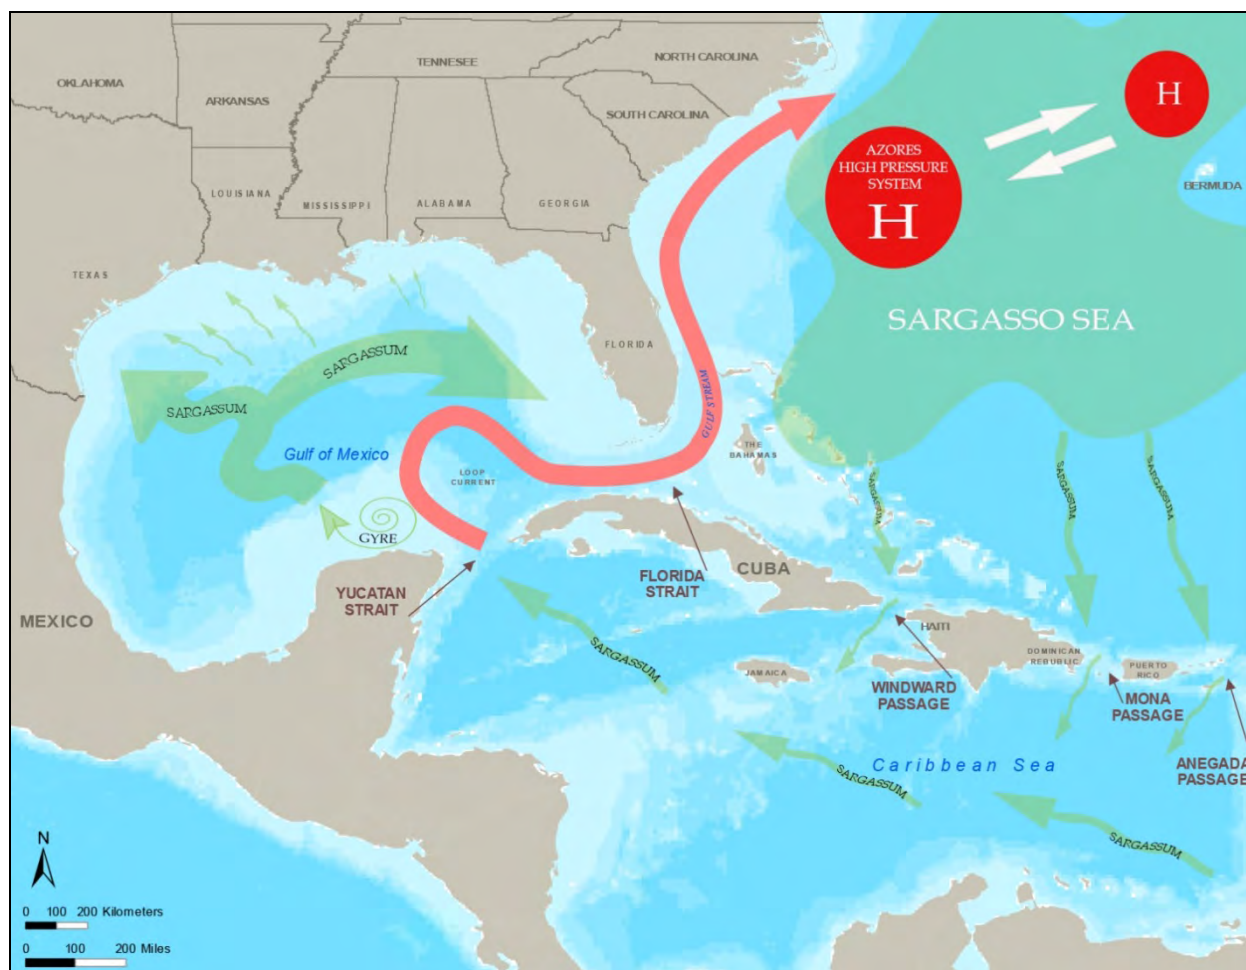 OKLAHOMA
ARKANSAS
TENNESSEE
NORTH CAROLINA
SOUTH CAROLINA
LOUISIANA
MISSISSIPPI
ALABAMA
GEORGIA
TEXAS
FLORIDA
AZORES
HIGH PRESSURE
SYSTEM
H
H
BERMUDA
SARGASSO SEA
SARGASSUM
SARGASSUM
GULF STREAM
Gulf of Mexico
LOOP
CURRENT
THE
BAHAMAS
SARGASSUM
SARGASSUM
SARGASSUM
GYRE
YUCATAN
STRAIT
FLORIDA
STRAIT
CUBA
MEXICO
HAITI
DOMINICAN
REPUBLIC
PUERTO
RICO
JAMAICA
SARGASSUM
WINDWARD
PASSAGE
MONA
PASSAGE
ANEGADA
PASSAGE
Caribbean Sea
SARGASSUM
SARGASSUM
N
0 100 200 Kilometers
0 100 200 Miles